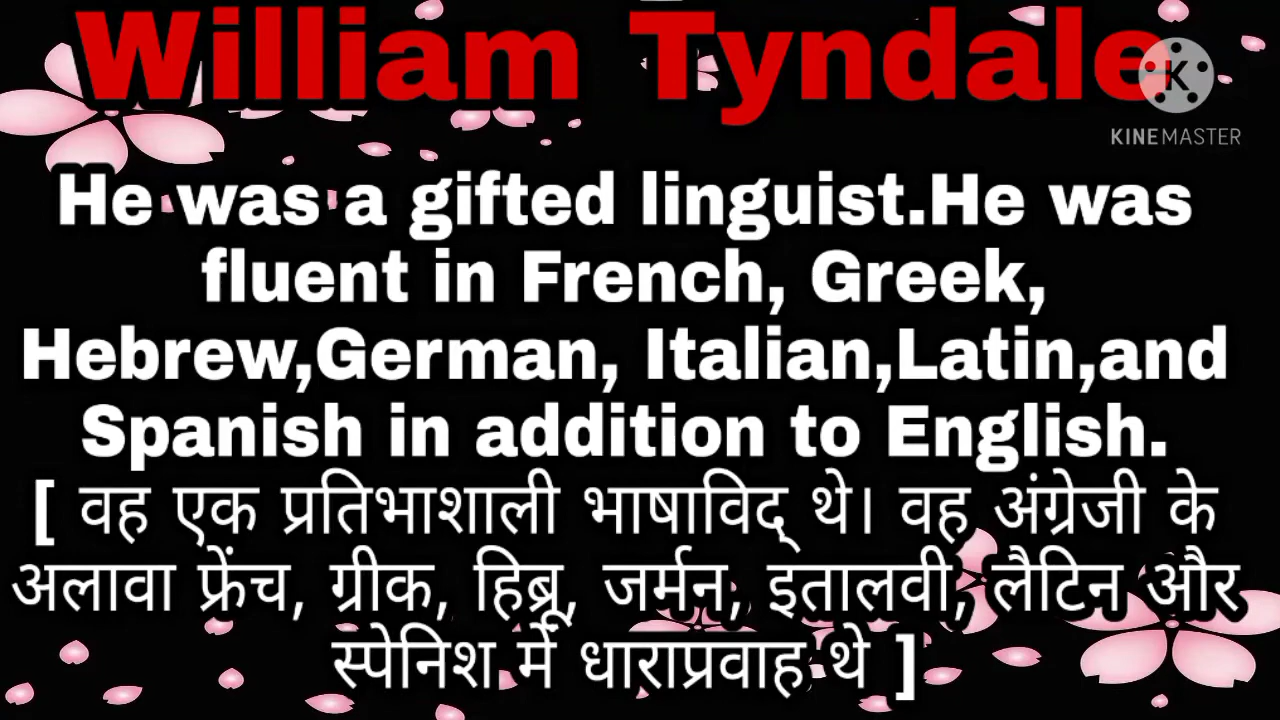 William Tyndale
KINEMASTER
He was a gifted linguist.He was
fluent in French, Greek,
Hebrew,German, Italian,Latin,and
Spanish in addition to English.
[ वह एक प्रतिभाशाली भाषाविद् थे। वह अंग्रेजी के
अलावा फ्रेंच, ग्रीक, हिब्रू, जर्मन, इतालवी, लैटिन और
स्पेनिश में धाराप्रवाह थे ]